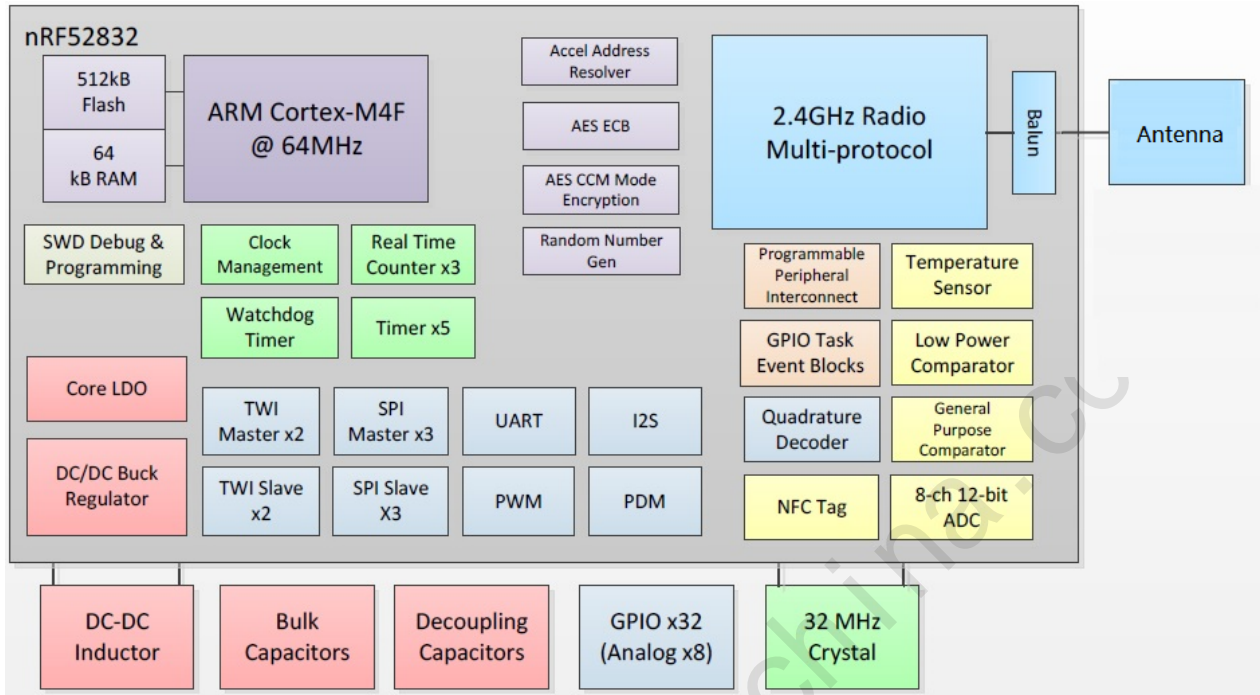 nRF52832
512kB
Flash
64
kB RAM
ARM Cortex-M4F
@ 64MHz
Accel Address
Resolver
AES ECB
AES CCM Mode
Encryption
Random Number
Gen
2.4GHz Radio
Multi-protocol
Balun
Antenna
SWD Debug &
Programming
Clock
Management
Real Time
Counter x3
Watchdog
Timer
Timer x5
Programmable
Peripheral
Interconnect
Temperature
Sensor
GPIO Task
Event Blocks
Low Power
Comparator
Core LDO
DC/DC Buck
Regulator
TWI
Master x2
SPI
Master x3
UART
I2S
Quadrature
Decoder
General
Purpose
Comparator
TWI Slave
x2
SPI Slave
X3
PWM
PDM
NFC Tag
8-ch 12-bit
ADC
DC-DC
Inductor
Bulk
Capacitors
Decoupling
Capacitors
GPIO x32
(Analog x8)
32 MHz
Crystal